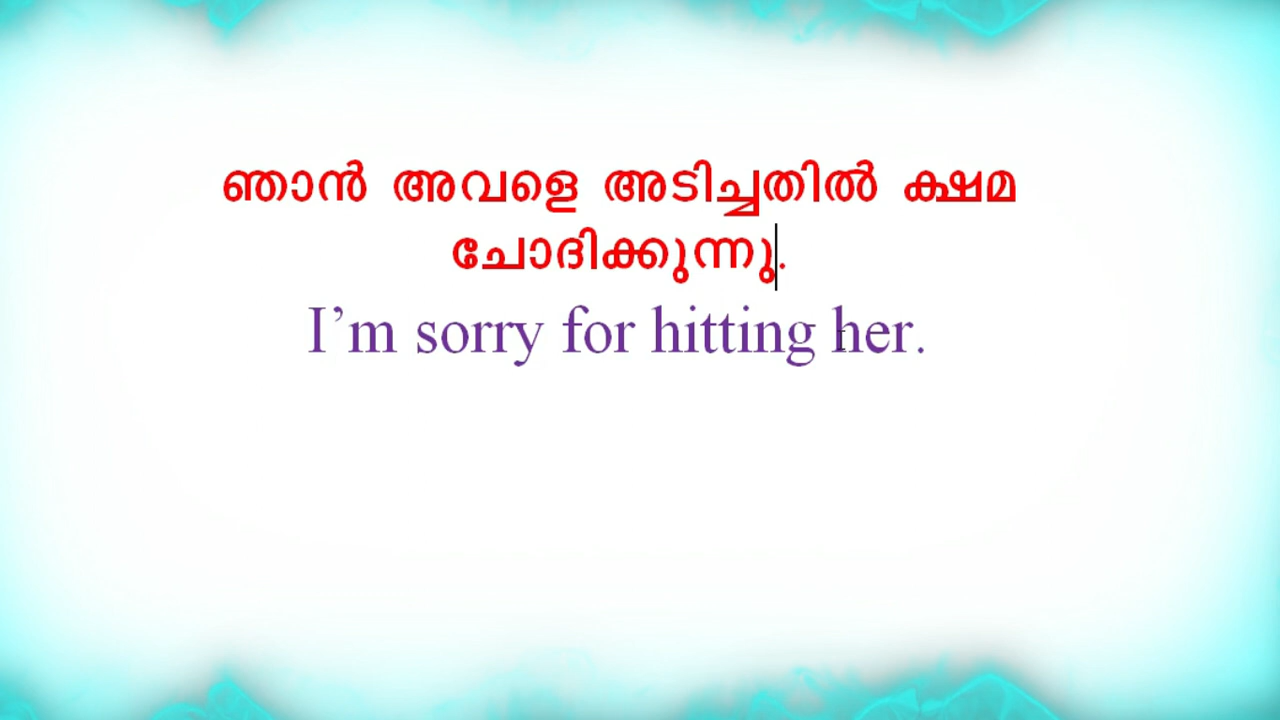 ഞാൻ അവളെ അടിച്ചതിൽ ക്ഷമ
ചോദിക്കുന്നു.
I’m sorry for hitting her.